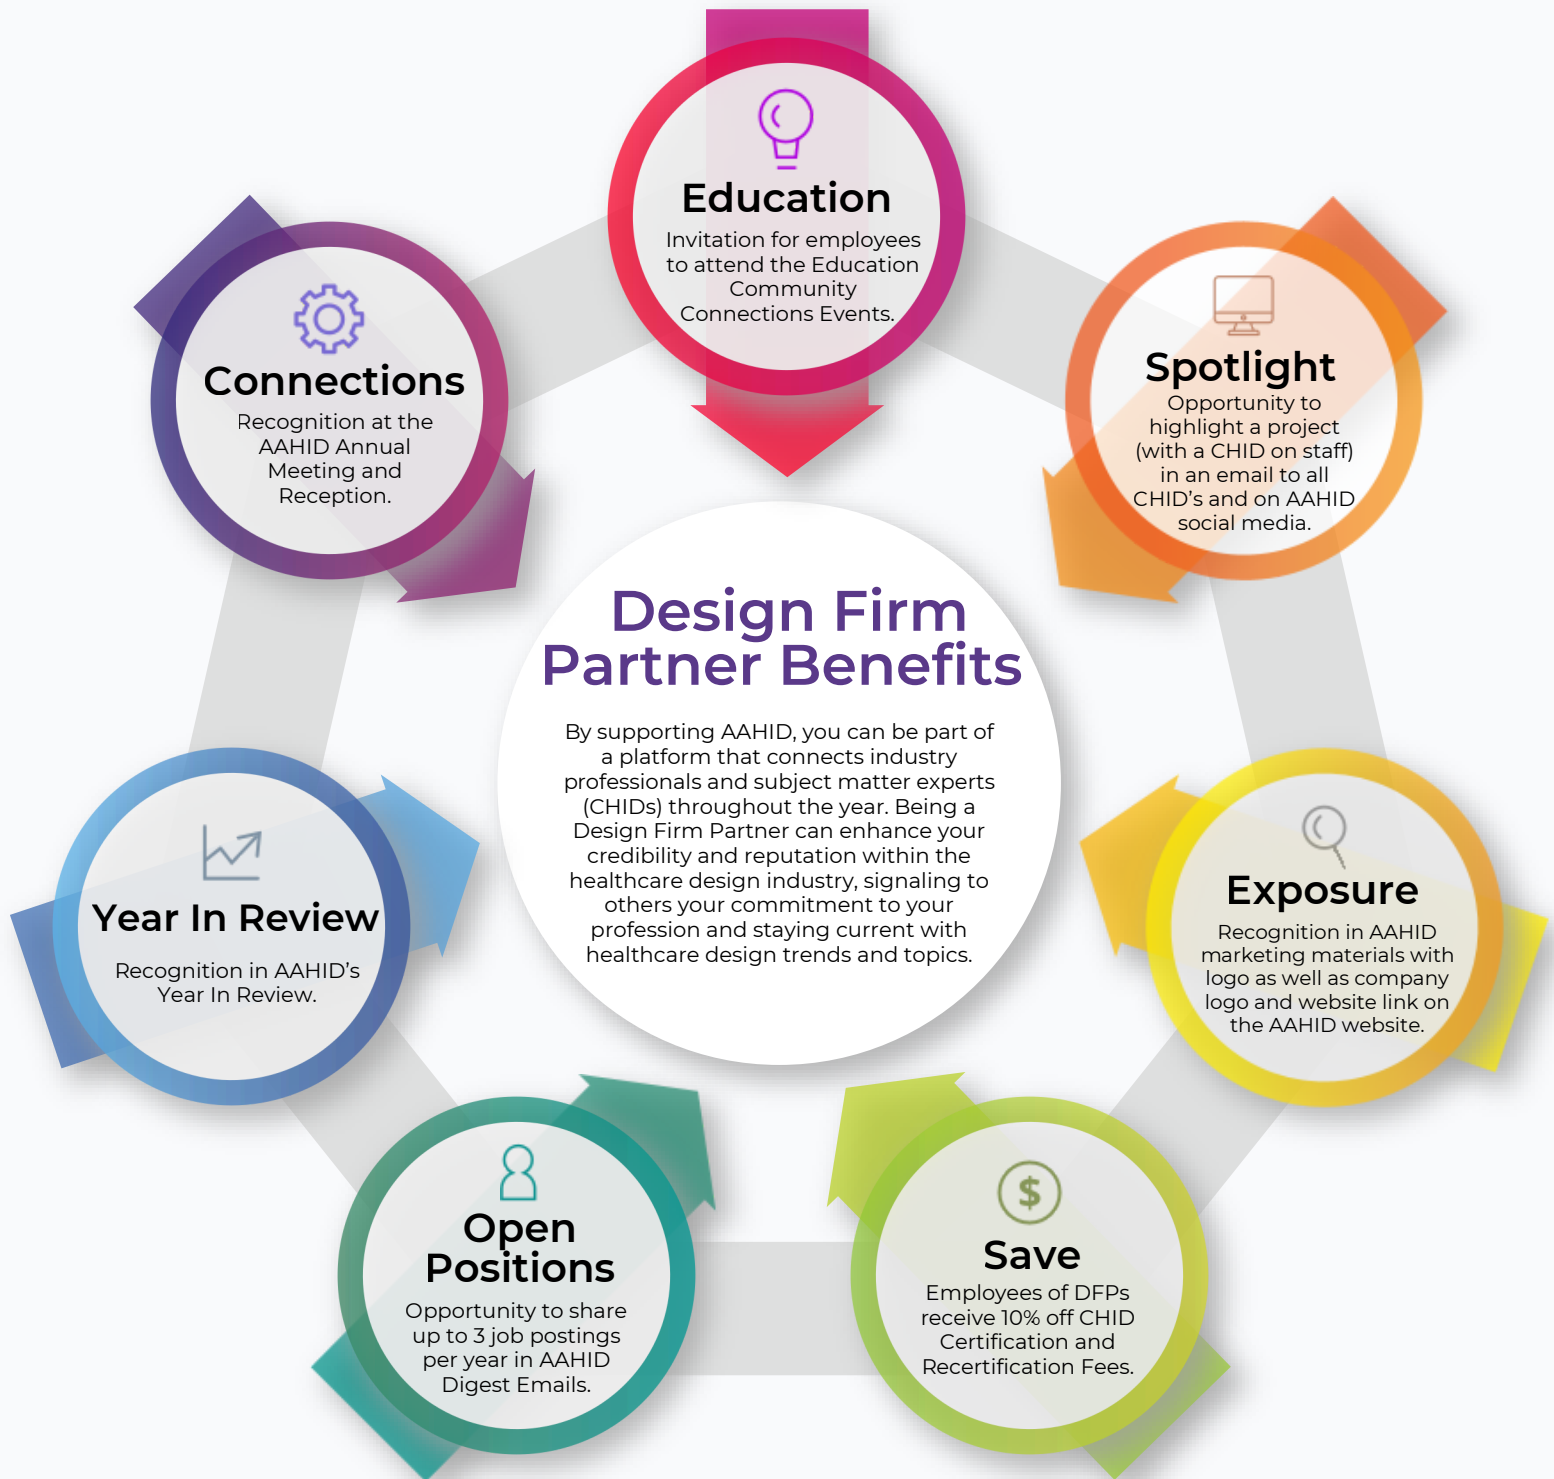 Education
Invitation for employees
to attend the Education
Community
Connections Events.
Connections
Recognition at the
AAHID Annual
Meeting and
Reception.
Spotlight
Opportunity to
highlight a project
(with a CHID on staff)
in an email to all
CHID's and on AAHID
social media.
Design Firm
Partner Benefits
By supporting AAHID, you can be part of
a platform that connects industry
professionals and subject matter experts
(CHIDs) throughout the year. Being a
Design Firm Partner can enhance your
credibility and reputation within the
healthcare design industry, signaling to
others your commitment to your
profession and staying current with
healthcare design trends and topics.
Year In Review
Recognition in AAHID's
Year In Review.
Exposure
Recognition in AAHID
marketing materials with
logo as well as company
logo and website link on
the AAHID website.
Open
Positions
Opportunity to share
up to 3 job postings
per year in AAHID
Digest Emails.
$
Save
Employees of DFPs
receive 10% off CHID
Certification and
Recertification Fees.